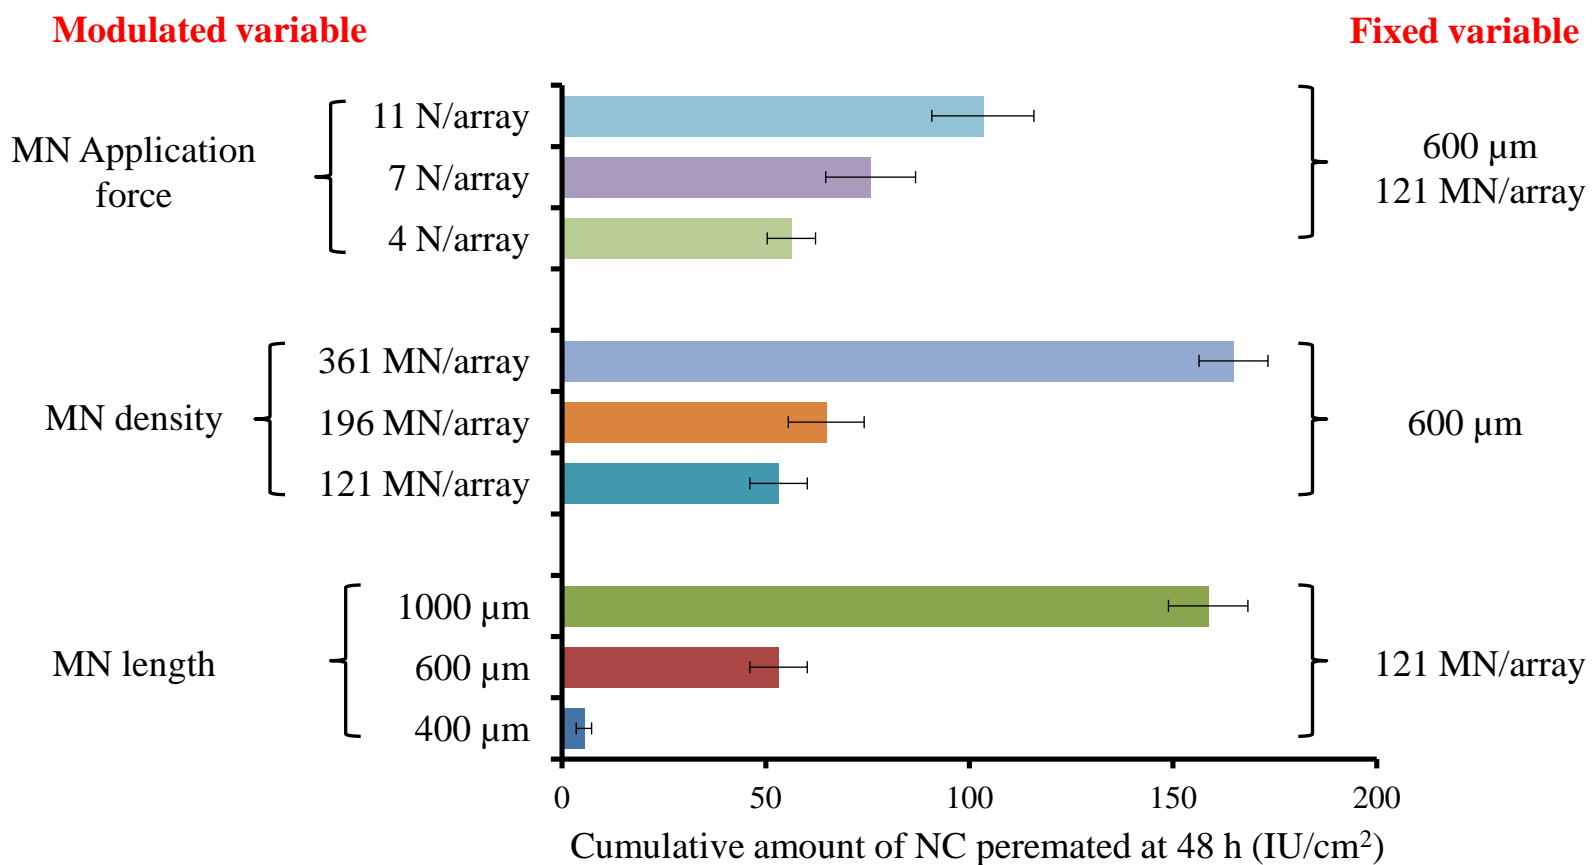 Modulated variable
Fixed variable
MN Application
force
11 N/array
7 N/array
4 N/array
600 µm
121 MN/array
MN density
361 MN/array
196 MN/array
121 MN/array
600 µm
MN length
1000 µm
600 µm
400 µm
121 MN/array
0 50 100 150 200
Cumulative amount of NC peremated at 48 h (IU/cm²)